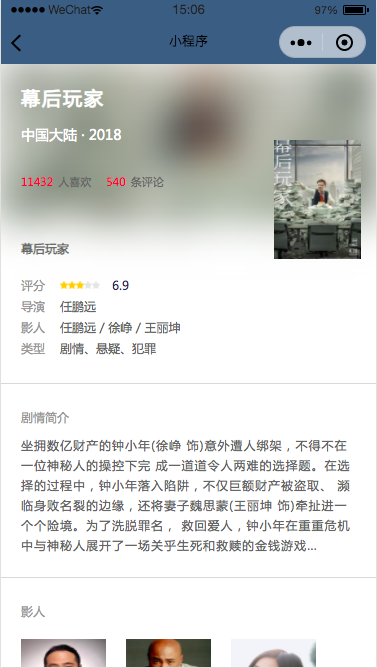 WeChat
15:06
97%
小程序
幕后玩家
中国大陆 · 2018
11432 人喜欢 540 条评论
幕后玩家
幕后玩家
评分 6.9
导演 任鹏远
影人 任鹏远 / 徐峥 / 王丽坤
类型 剧情、悬疑、犯罪
剧情简介
坐拥数亿财产的钟小年(徐峥 饰)意外遭人绑架，不得不在
一位神秘人的操控下完 成一道道令人两难的选择题。在选
择的过程中，钟小年落入陷阱，不仅巨额财产被盗取、 濒
临身败名裂的边缘，还将妻子魏思蒙(王丽坤 饰)牵扯进一
个个险境。为了洗脱罪名， 救回爱人，钟小年在重重危机
中与神秘人展开了一场关乎生死和救赎的金钱游戏...
影人